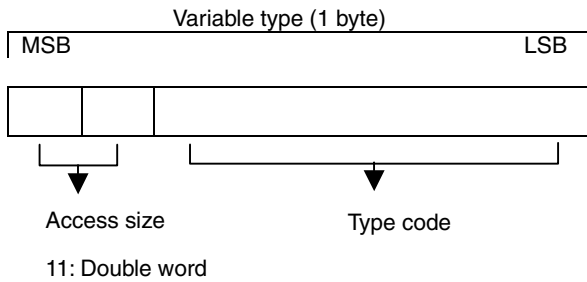 Variable type (1 byte)
MSB LSB
Access size Type code
11: Double word